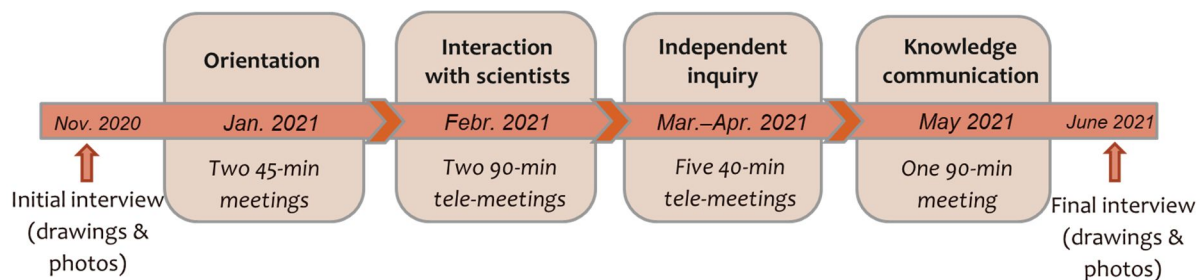 Orientation
Interaction
with scientists
Independent
inquiry
Knowledge
communication
Nov. 2020
Jan. 2021
Febr. 2021
Mar.–Apr. 2021
May 2021
June 2021
Two 45-min
meetings
Two 90-min
tele-meetings
Five 40-min
tele-meetings
One 90-min
meeting
Initial interview
(drawings &
photos)
Final interview
(drawings &
photos)